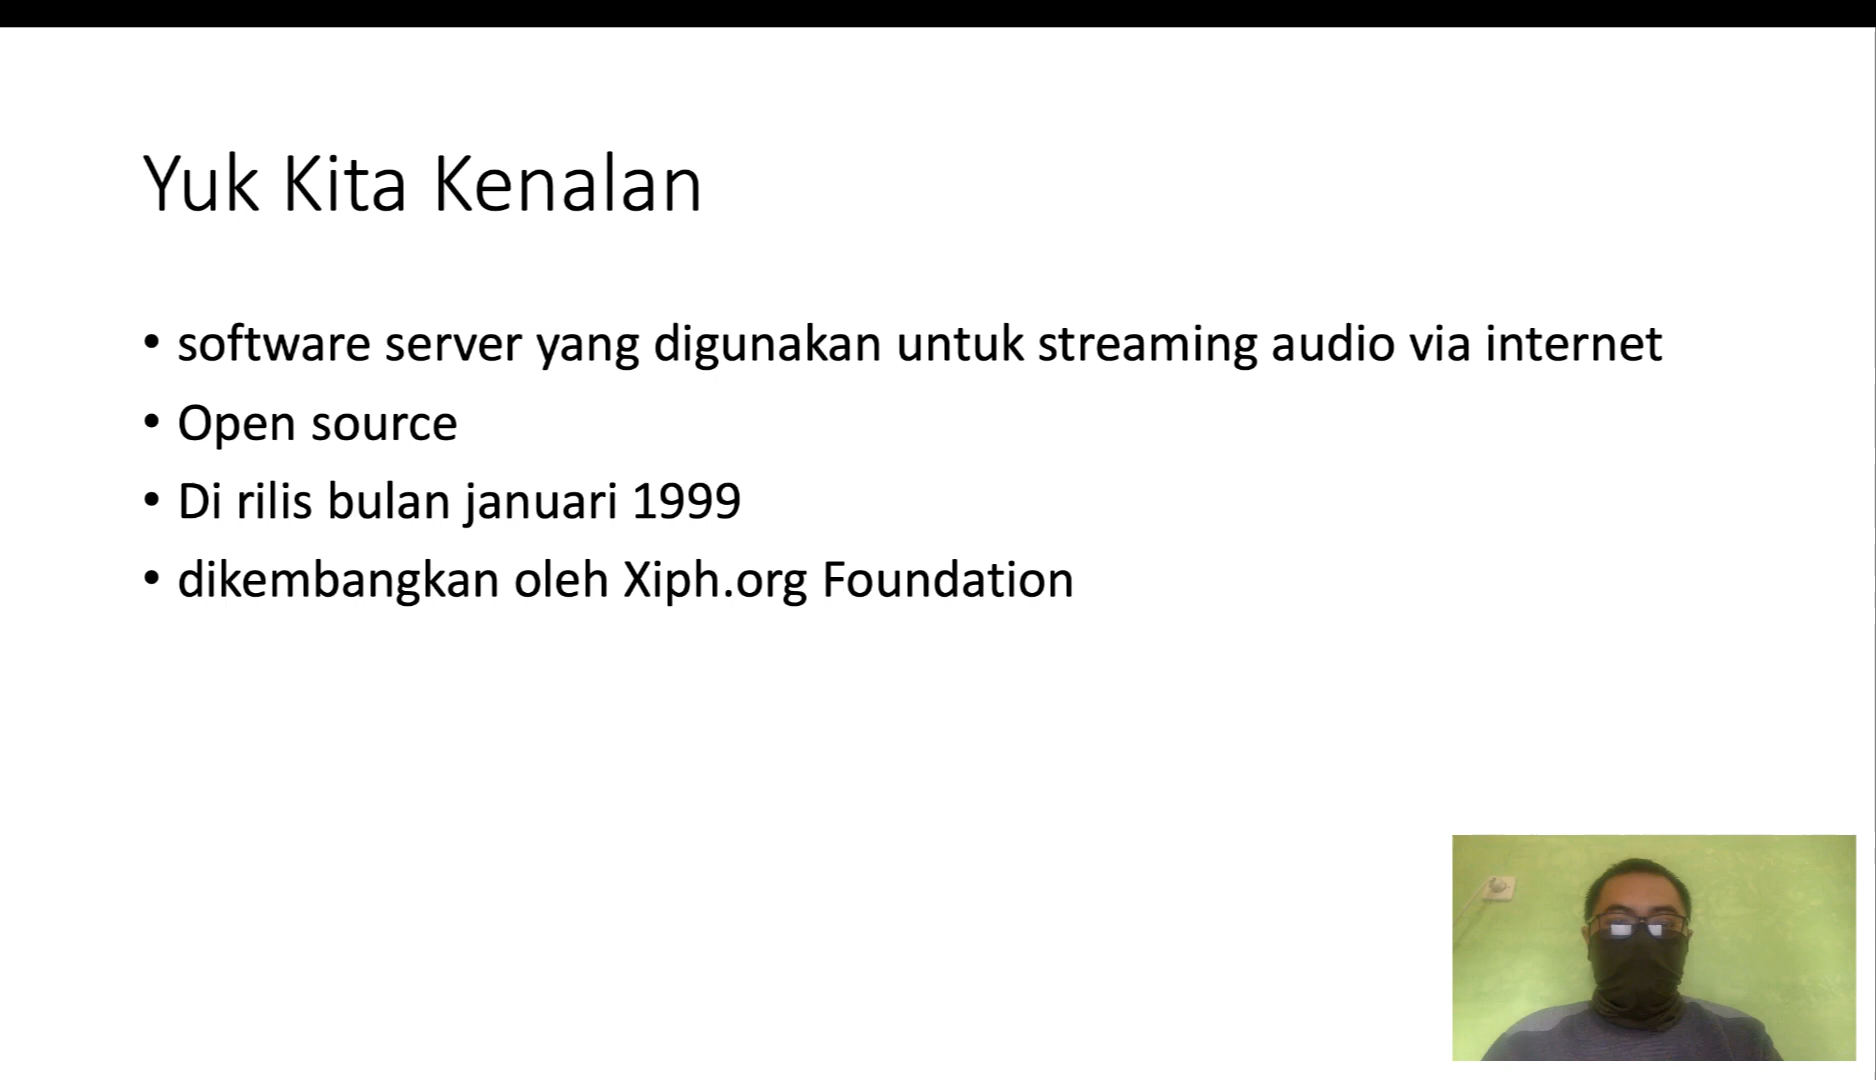 Yuk Kita Kenalan
• software server yang digunakan untuk streaming audio via internet
• Open source
• Di rilis bulan januari 1999
• dikembangkan oleh Xiph.org Foundation